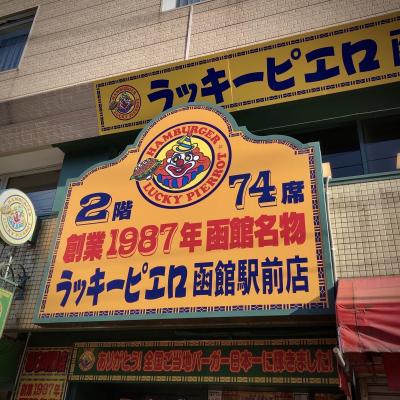 ラッキーピエロ 函
HAMBURGER
LUCKY PIERROT
2階 74席
創業1987年函館名物
ラッキーピエロ 函館駅前店
ありがとう!全国ご当地バーガー日本一に輝きました!
創業1987年